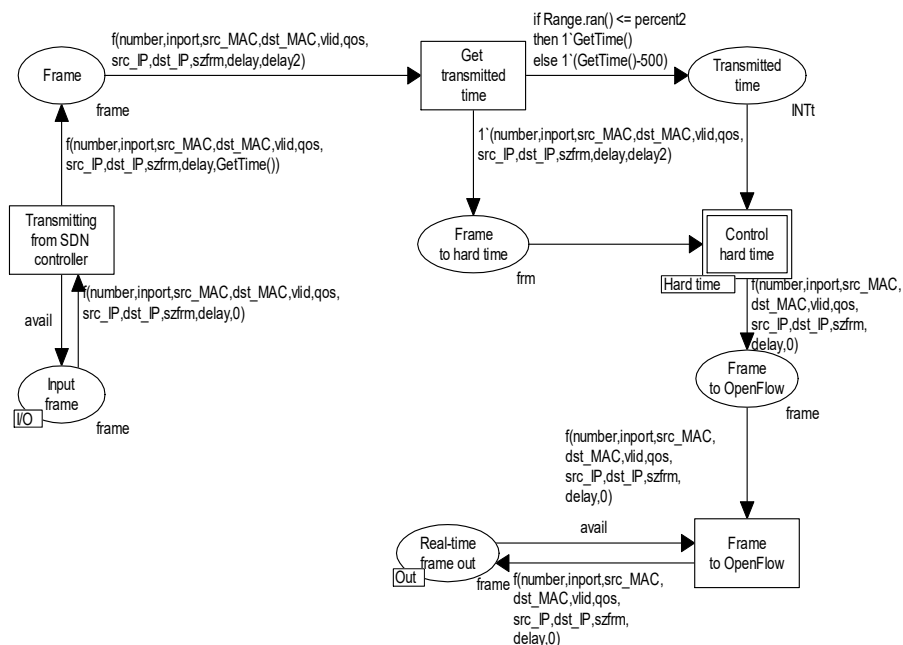 f(number,inport,src_MAC,dst_MAC,vlid,qos,
src_IP,dst_IP,szfrm,delay,delay2)
if Range.ran() <= percent2
then 1`GetTime()
else 1`(GetTime()-500)
Frame
frame
Get
transmitted
time
Transmitted
time
INTt
f(number,inport,src_MAC,dst_MAC,vlid,qos,
src_IP,dst_IP,szfrm,delay,GetTime())
1`(number,inport,src_MAC,dst_MAC,vlid,qos,
src_IP,dst_IP,szfrm,delay,delay2)
Transmitting
from SDN
controller
Frame
to hard time
frm
Control
hard time
Hard time
f(number,inport,src_MAC,dst_MAC,vlid,qos,
src_IP,dst_IP,szfrm,delay,0)
avail
f(number,inport,src_MAC,
dst_MAC,vlid,qos,
src_IP,dst_IP,szfrm,
delay,0)
Input
frame
I/O
frame
Frame
to OpenFlow
frame
f(number,inport,src_MAC,
dst_MAC,vlid,qos,
src_IP,dst_IP,szfrm,
delay,0)
avail
Real-time
frame out
Out
frame
Frame
to OpenFlow
f(number,inport,src_MAC,
dst_MAC,vlid,qos,
src_IP,dst_IP,szfrm,
delay,0)